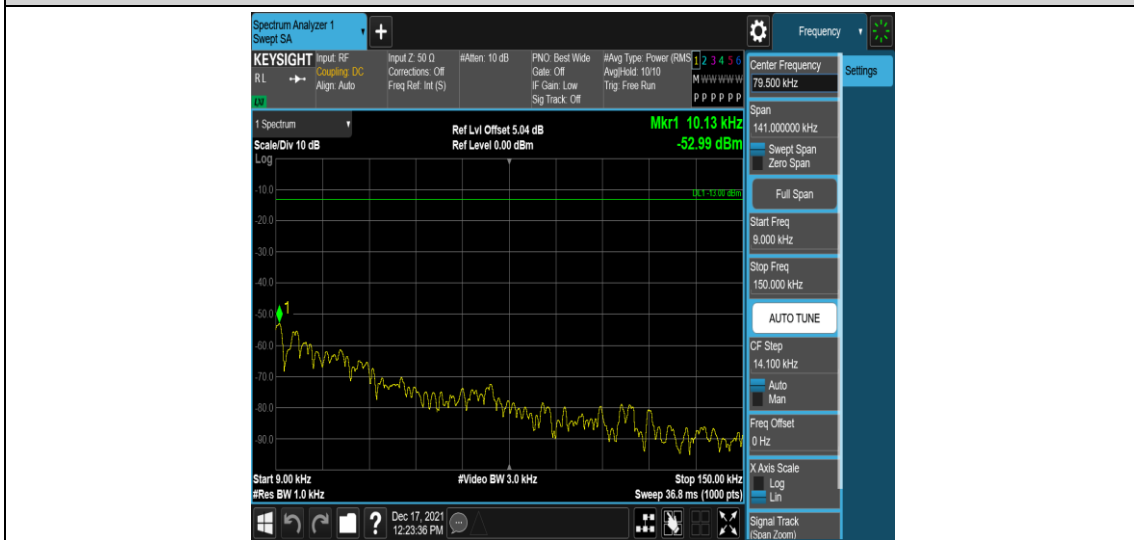 Spectrum Analyzer 1
Swept SA
+
Frequency
KEYSIGHT
RL
LXI
Input: RF
Coupling: DC
Align: Auto
Input Z: 50 Ω
Corrections: Off
Freq Ref: Int (S)
#Atten: 10 dB
PNO: Best Wide
Gate: Off
IF Gain: Low
Sig Track: Off
#Avg Type: Power (RMS
Avg|Hold: 10/10
Trig: Free Run
1 2 3 4 5 6
M W W W W W
P P P P P P
Center Frequency
79.500 kHz
Settings
Span
141.000000 kHz
Swept Span
Zero Span
Full Span
Start Freq
9.000 kHz
Stop Freq
150.000 kHz
AUTO TUNE
CF Step
14.100 kHz
Auto
Man
Freq Offset
0 Hz
X Axis Scale
Log
Lin
Signal Track
(Span Zoom)
1 Spectrum
Scale/Div 10 dB
Log
Ref Lvl Offset 5.04 dB
Ref Level 0.00 dBm
Mkr1 10.13 kHz
-52.99 dBm
DL1 -13.00 dBm
-10.0
-20.0
-30.0
-40.0
-50.0
1
-60.0
-70.0
-80.0
-90.0
Start 9.00 kHz
#Res BW 1.0 kHz
#Video BW 3.0 kHz
Stop 150.00 kHz
Sweep 36.8 ms (1000 pts)
?
Dec 17, 2021
12:23:36 PM